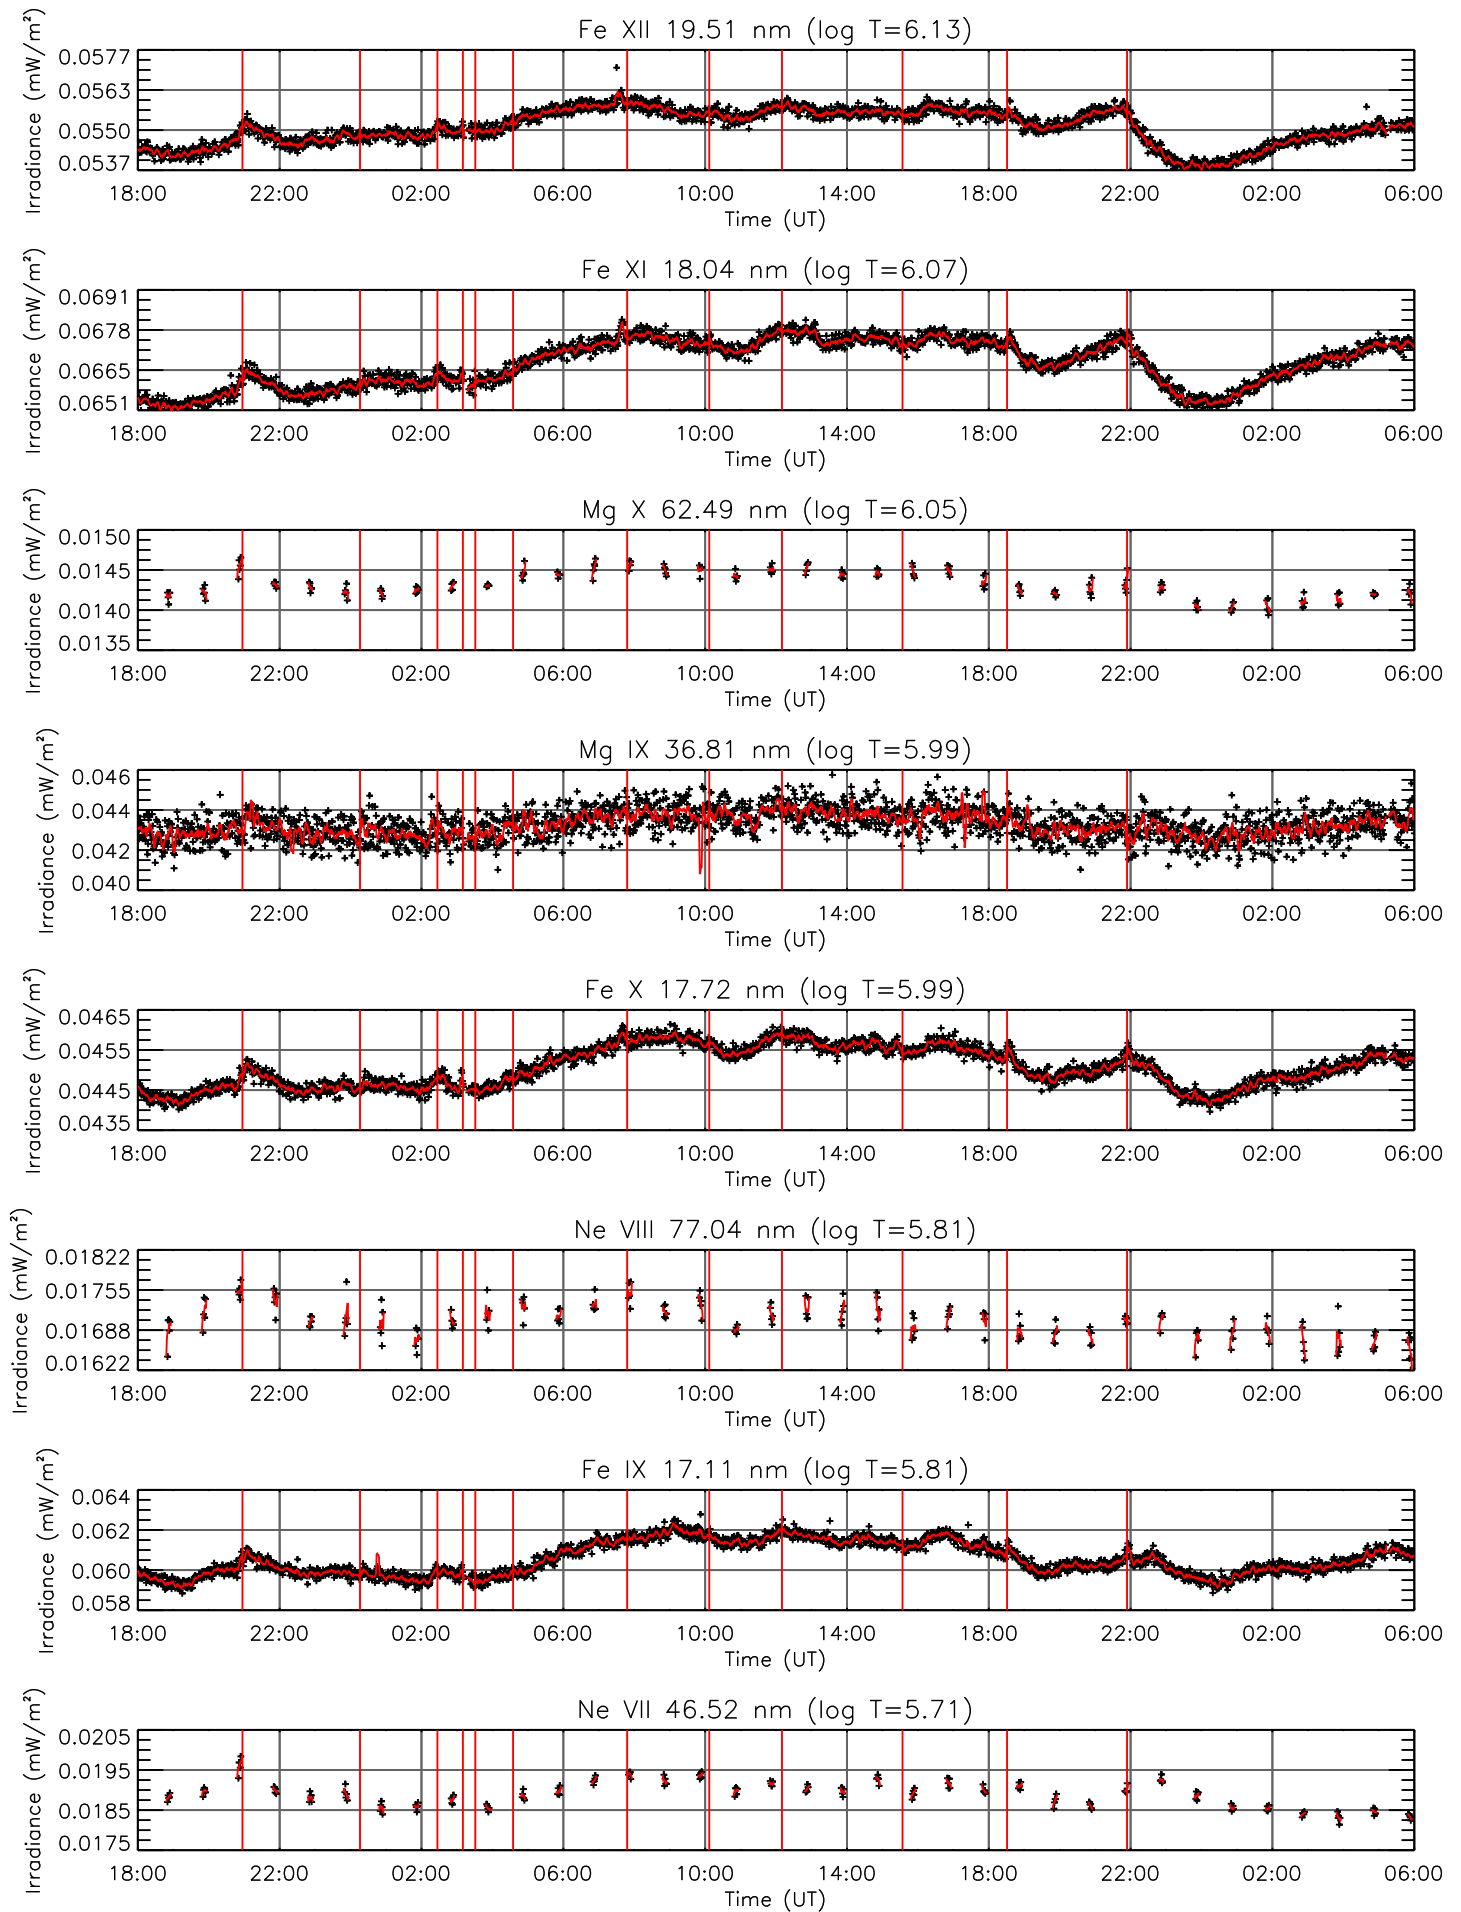 Fe XII 19.51 nm (log T=6.13)
Irradiance (mW/m²)
0.0577
0.0563
0.0550
0.0537
18:00 22:00 02:00 06:00 10:00 14:00 18:00 22:00 02:00 06:00
Time (UT)
Fe XI 18.04 nm (log T=6.07)
Irradiance (mW/m²)
0.0691
0.0678
0.0665
0.0651
18:00 22:00 02:00 06:00 10:00 14:00 18:00 22:00 02:00 06:00
Time (UT)
Mg X 62.49 nm (log T=6.05)
Irradiance (mW/m²)
0.0150
0.0145
0.0140
0.0135
18:00 22:00 02:00 06:00 10:00 14:00 18:00 22:00 02:00 06:00
Time (UT)
Mg IX 36.81 nm (log T=5.99)
Irradiance (mW/m²)
0.046
0.044
0.042
0.040
18:00 22:00 02:00 06:00 10:00 14:00 18:00 22:00 02:00 06:00
Time (UT)
Fe X 17.72 nm (log T=5.99)
Irradiance (mW/m²)
0.0465
0.0455
0.0445
0.0435
18:00 22:00 02:00 06:00 10:00 14:00 18:00 22:00 02:00 06:00
Time (UT)
Ne VIII 77.04 nm (log T=5.81)
Irradiance (mW/m²)
0.01822
0.01755
0.01688
0.01622
18:00 22:00 02:00 06:00 10:00 14:00 18:00 22:00 02:00 06:00
Time (UT)
Fe IX 17.11 nm (log T=5.81)
Irradiance (mW/m²)
0.064
0.062
0.060
0.058
18:00 22:00 02:00 06:00 10:00 14:00 18:00 22:00 02:00 06:00
Time (UT)
Ne VII 46.52 nm (log T=5.71)
Irradiance (mW/m²)
0.0205
0.0195
0.0185
0.0175
18:00 22:00 02:00 06:00 10:00 14:00 18:00 22:00 02:00 06:00
Time (UT)